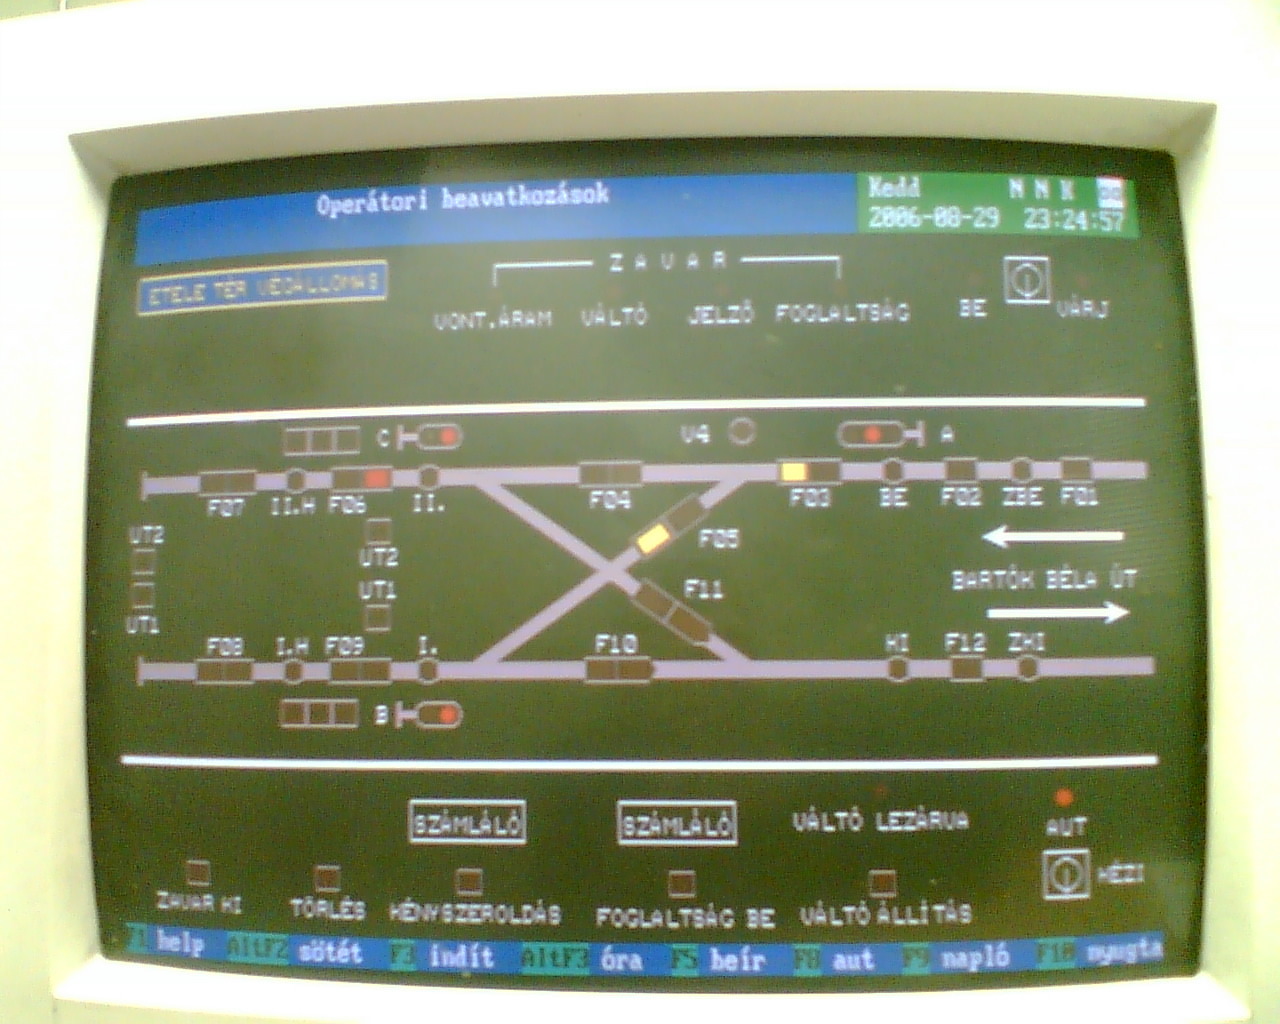 Operátori beavatkozások
Kedd N N K
2006-08-29 23:24:57
ETELE TÉR VÉGÁLLOMÁS
Z A V A R
VONT.ÁRAM VÁLTÓ JELZŐ FOGLALTSÁG BE VÁRJ
C V4 A
F07 II.H F06 II. F04 F03 BE F02 ZBE F01
UT2 UT2 F05
UT1 UT1 F11 BARTÓK BÉLA ÚT
F08 I.H F09 I. F10 KI F12 ZKI
B
SZÁMLÁLÓ SZÁMLÁLÓ VÁLTÓ LEZÁRVA AUT
KÉZI
ZAVAR KI TÖRLÉS KÉNYSZEROLDÁS FOGLALTSÁG BE VÁLTÓ ÁLLÍTÁS
F1 help AltF2 sötét F3 indít AltF3 óra F5 beír F8 aut F9 napló F10 nyugta